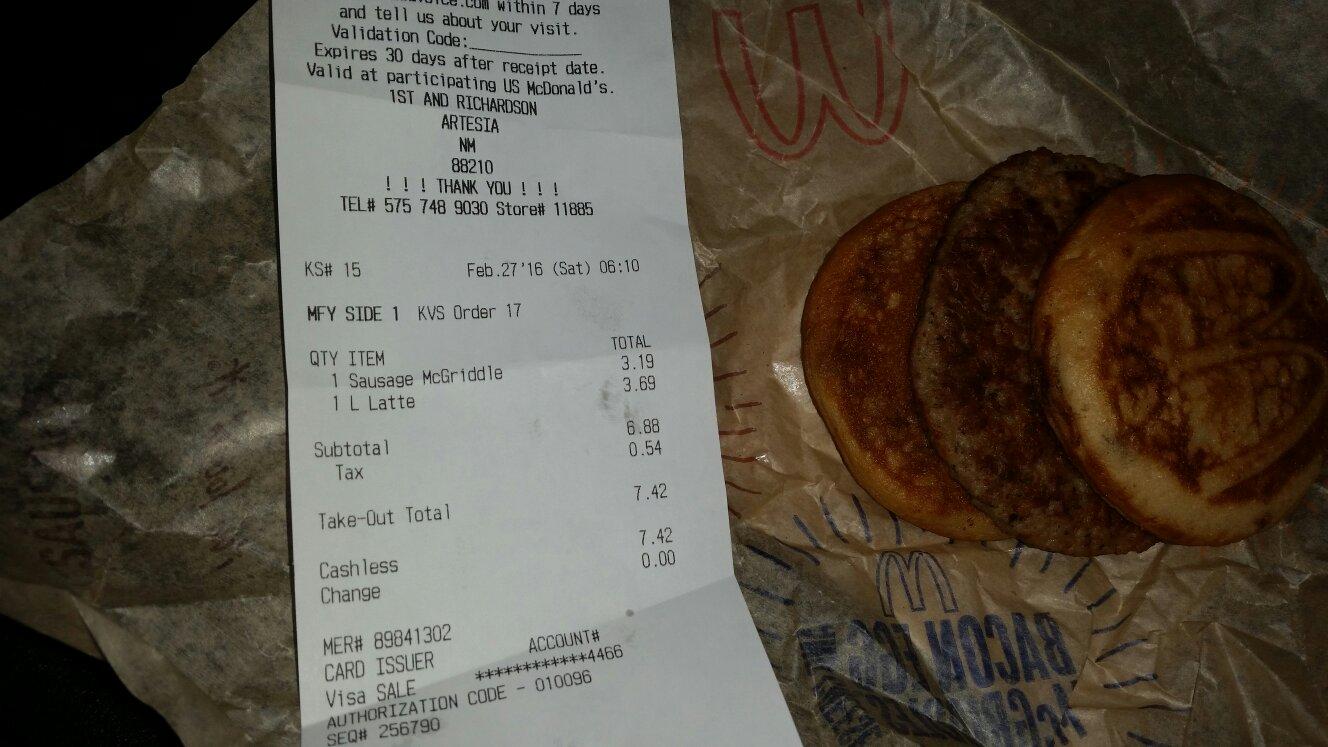 within 7 days
and tell us about your visit.
Validation Code:____________
Expires 30 days after receipt date.
Valid at participating US McDonald's.
1ST AND RICHARDSON
ARTESIA
NM
88210
! ! ! THANK YOU ! ! !
TEL# 575 748 9030 Store# 11885
KS# 15 Feb.27'16 (Sat) 06:10
MFY SIDE 1 KVS Order 17
QTY ITEM TOTAL
1 Sausage McGriddle 3.19
1 L Latte 3.69
Subtotal 6.88
Tax 0.54
Take-Out Total 7.42
Cashless 7.42
Change 0.00
MER# 89841302
CARD ISSUER ACCOUNT#
Visa SALE ************4466
AUTHORIZATION CODE - 010096
SEQ# 256790
BACON EGG